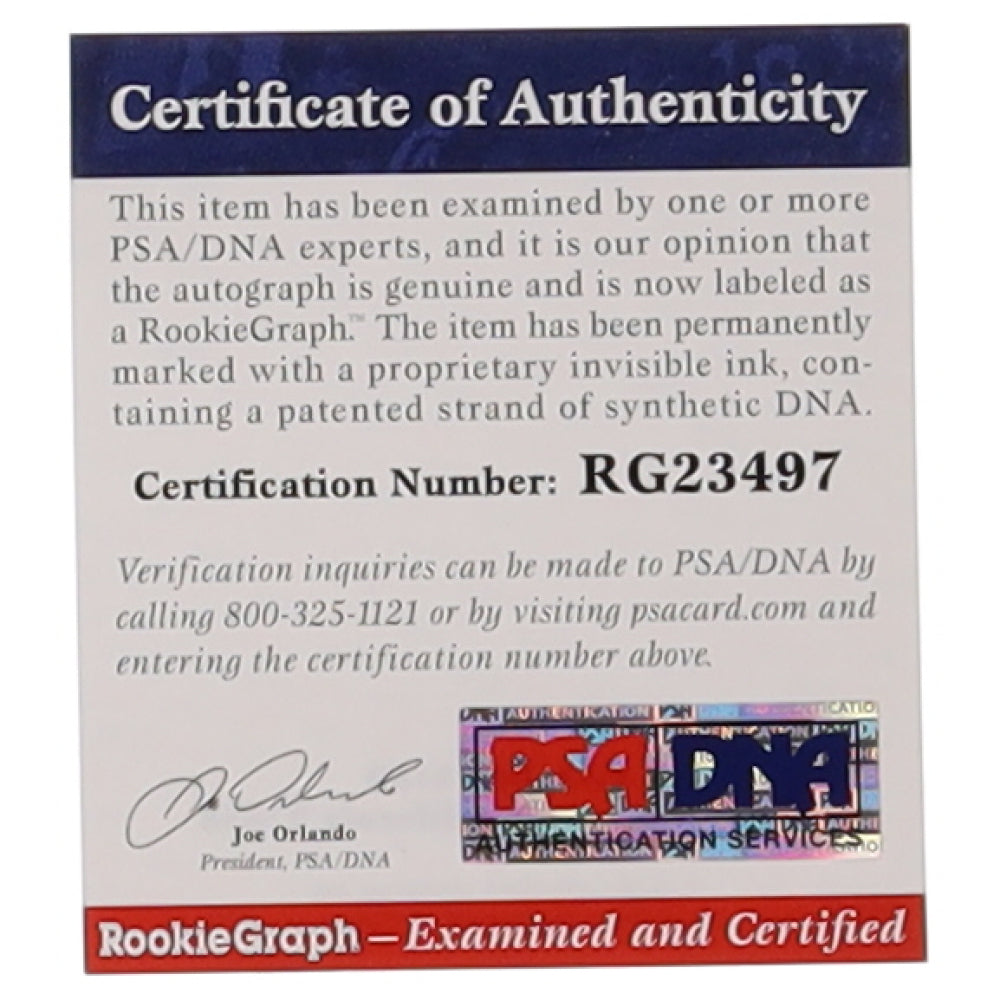 Certificate of Authenticity
This item has been examined by one or more
PSA/DNA experts, and it is our opinion that
the autograph is genuine and is now labeled as
a RookieGraph.™ The item has been permanently
marked with a proprietary invisible ink, con-
taining a patented strand of synthetic DNA.
Certification Number: RG23497
Verification inquiries can be made to PSA/DNA by
calling 800-325-1121 or by visiting psacard.com and
entering the certification number above.
PSA DNA
AUTHENTICATION SERVICES
Joe Orlando
President, PSA/DNA
RookieGraph – Examined and Certified